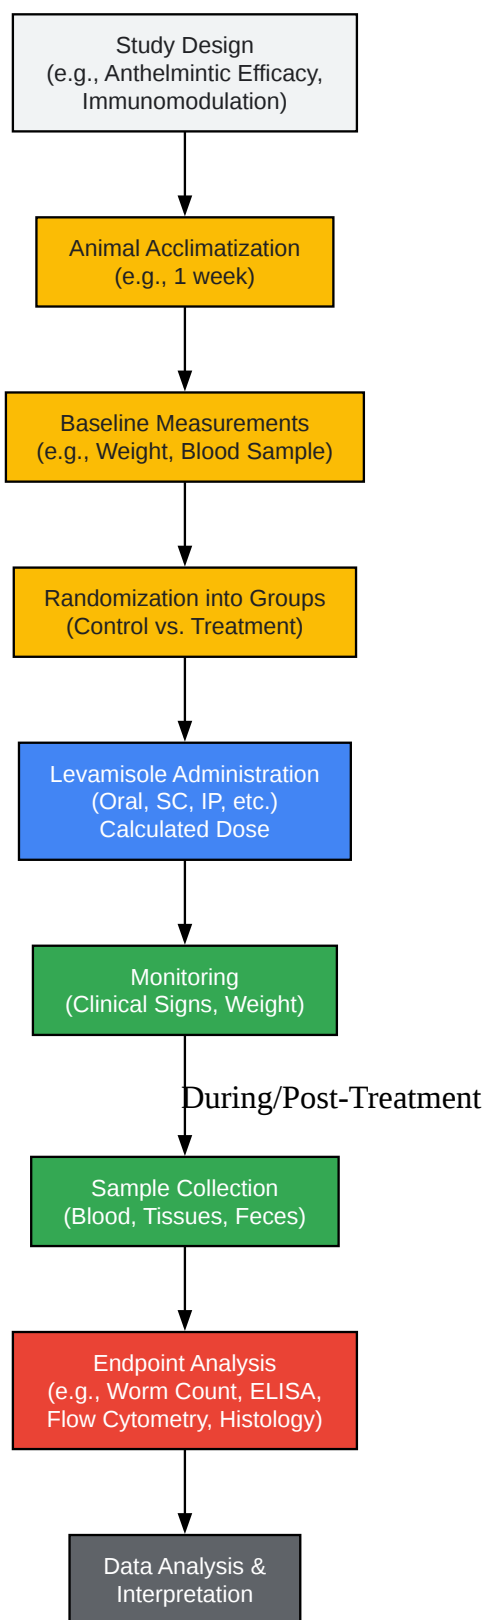 Study Design
(e.g., Anthelmintic Efficacy,
Immunomodulation)
Animal Acclimatization
(e.g., 1 week)
Baseline Measurements
(e.g., Weight, Blood Sample)
Randomization into Groups
(Control vs. Treatment)
Levamisole Administration
(Oral, SC, IP, etc.)
Calculated Dose
Monitoring
(Clinical Signs, Weight)
During/Post-Treatment
Sample Collection
(Blood, Tissues, Feces)
Endpoint Analysis
(e.g., Worm Count, ELISA,
Flow Cytometry, Histology)
Data Analysis &
Interpretation